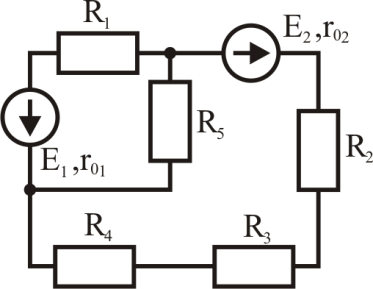 R₁
E₂,r₀₂
R₅
R₂
E₁,r₀₁
R₄
R₃